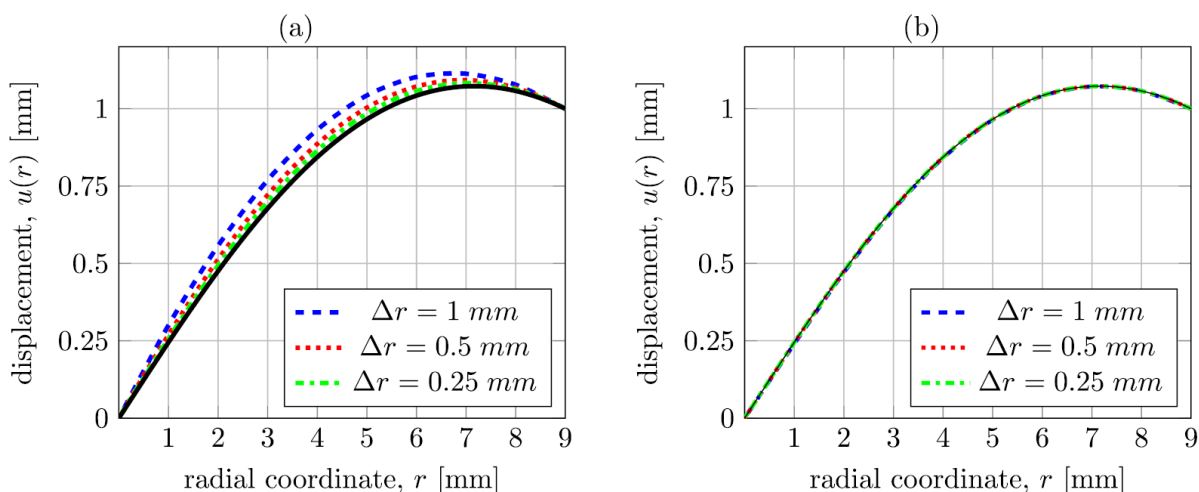 (a)
displacement, u(r) [mm]
1
0.75
0.5
0.25
0
1 2 3 4 5 6 7 8 9
radial coordinate, r [mm]
Δr = 1 mm
Δr = 0.5 mm
Δr = 0.25 mm
(b)
displacement, u(r) [mm]
1
0.75
0.5
0.25
0
1 2 3 4 5 6 7 8 9
radial coordinate, r [mm]
Δr = 1 mm
Δr = 0.5 mm
Δr = 0.25 mm